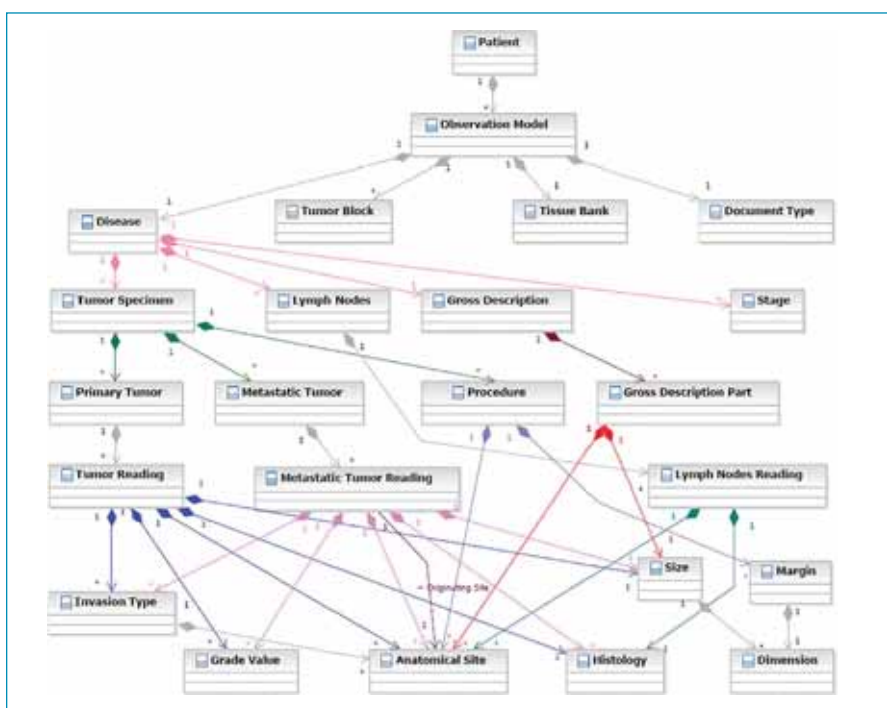 Patient
Observation Model
Disease
Tumor Block
Tissue Bank
Document Type
Tumor Specimen
Lymph Nodes
Gross Description
Stage
Primary Tumor
Metastatic Tumor
Procedure
Gross Description Part
Tumor Reading
Metastatic Tumor Reading
Lymph Nodes Reading
Originating Site
Size
Margin
Invasion Type
Grade Value
Anatomical Site
Histology
Dimension